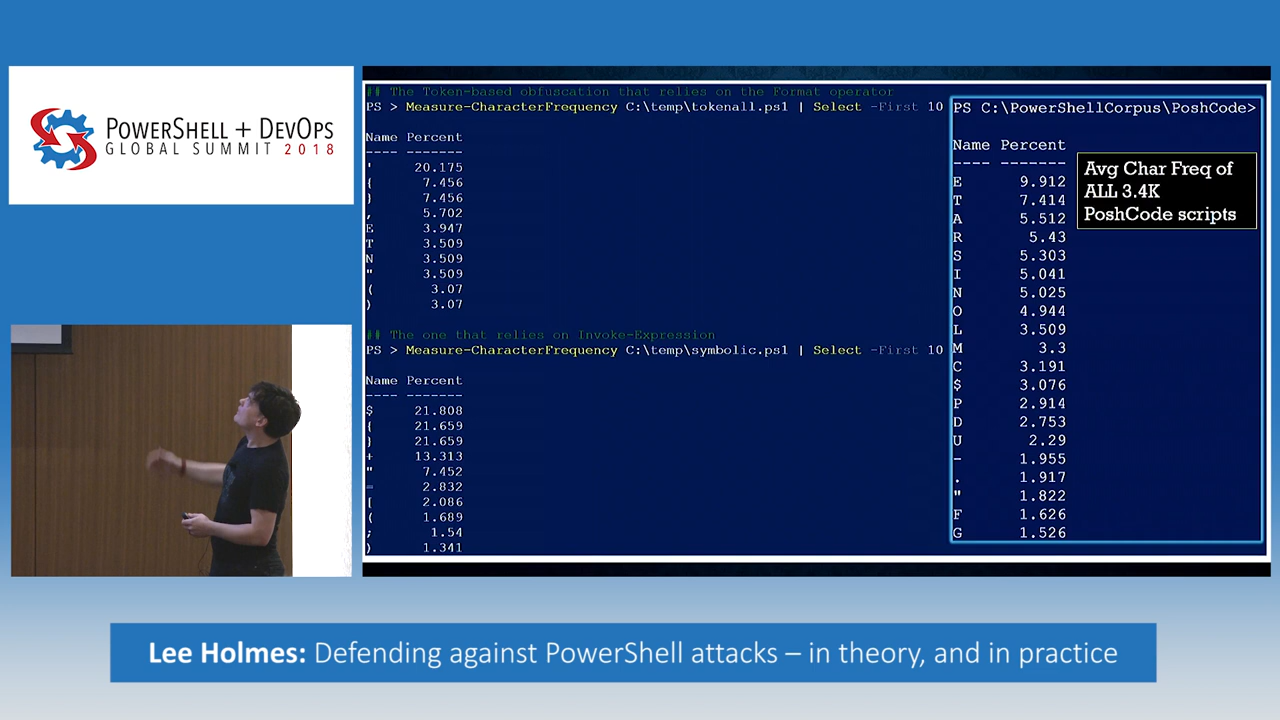 POWERSHELL + DEVOPS
GLOBAL SUMMIT 2018
## The Token-based obfuscation that relies on the Format operator
PS > Measure-CharacterFrequency C:\temp\tokenall.ps1 | Select -First 10
Name Percent
---- -------
' 20.175
{ 7.456
} 7.456
, 5.702
E 3.947
T 3.509
N 3.509
" 3.509
( 3.07
) 3.07
## The one that relies on Invoke-Expression
PS > Measure-CharacterFrequency C:\temp\symbolic.ps1 | Select -First 10
Name Percent
---- -------
$ 21.808
{ 21.659
} 21.659
+ 13.313
" 7.452
= 2.832
[ 2.086
( 1.689
; 1.54
) 1.341
PS C:\PowerShellCorpus\PoshCode>
Name Percent
---- -------
E 9.912
T 7.414
A 5.512
R 5.43
S 5.303
I 5.041
N 5.025
O 4.944
L 3.509
M 3.3
C 3.191
$ 3.076
P 2.914
D 2.753
U 2.29
- 1.955
. 1.917
" 1.822
F 1.626
G 1.526
Avg Char Freq of
ALL 3.4K
PoshCode scripts
Lee Holmes: Defending against PowerShell attacks – in theory, and in practice